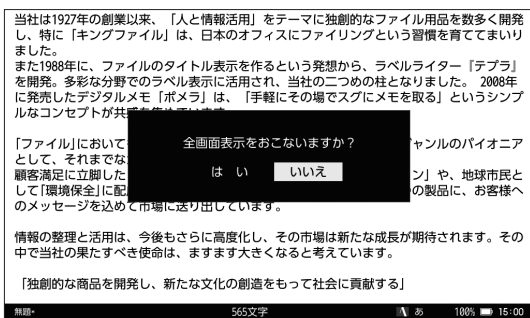 当社は1927年の創業以来、「人と情報活用」をテーマに独創的なファイル用品を数多く開発
し、特に「キングファイル」は、日本のオフィスにファイリングという習慣を育ててまいり
ました。
また1988年に、ファイルのタイトル表示を作るという発想から、ラベルライター『テプラ』
を開発。多彩な分野でのラベル表示に活用され、当社の二つめの柱となりました。 2008年
に発売したデジタルメモ「ポメラ」は、「手軽にその場でスグにメモを取る」というシンプ
ルなコンセプトが共感を集めています。
「ファイル」において
ャンルのパイオニア
として、それまでな
顧客満足に立脚した
ン」や、地球市民と
して「環境保全」に配
の製品に、お客様へ
のメッセージを込めて市場に送り出しています。
全画面表示をおこないますか？
はい いいえ
情報の整理と活用は、今後もさらに高度化し、その市場は新たな成長が期待されます。その
中で当社の果たすべき使命は、ますます大きくなると考えています。
「独創的な商品を開発し、新たな文化の創造をもって社会に貢献する」
無題* 565文字 あ 100% 15:00